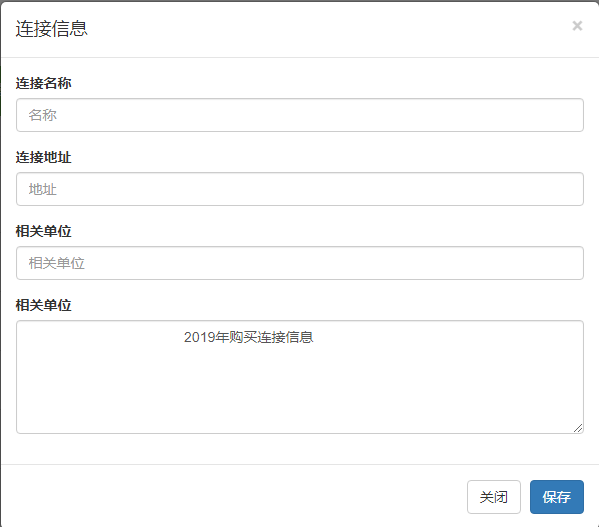 连接信息
×
连接名称
名称
连接地址
地址
相关单位
相关单位
相关单位
2019年购买连接信息
关闭
保存